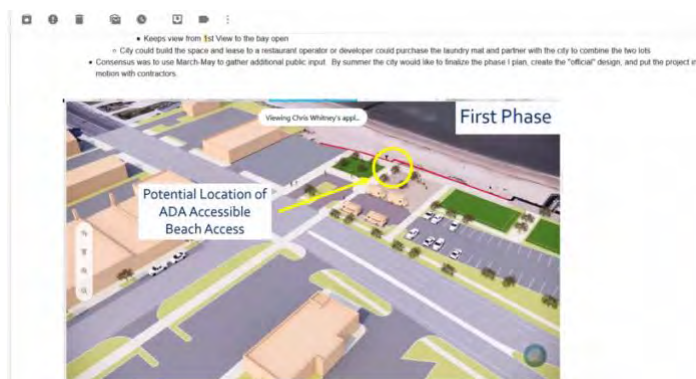 Keeps view from 1st View to the bay open
City could build the space and lease to a restaurant operator or developer could purchase the laundry mat and partner with the city to combine the two lots
Consensus was to use March-May to gather additional public input. By summer the city would like to finalize the phase I plan, create the "official" design, and put the project in
motion with contractors.
Viewing Chris Whitney's appl...
First Phase
Potential Location of
ADA Accessible
Beach Access